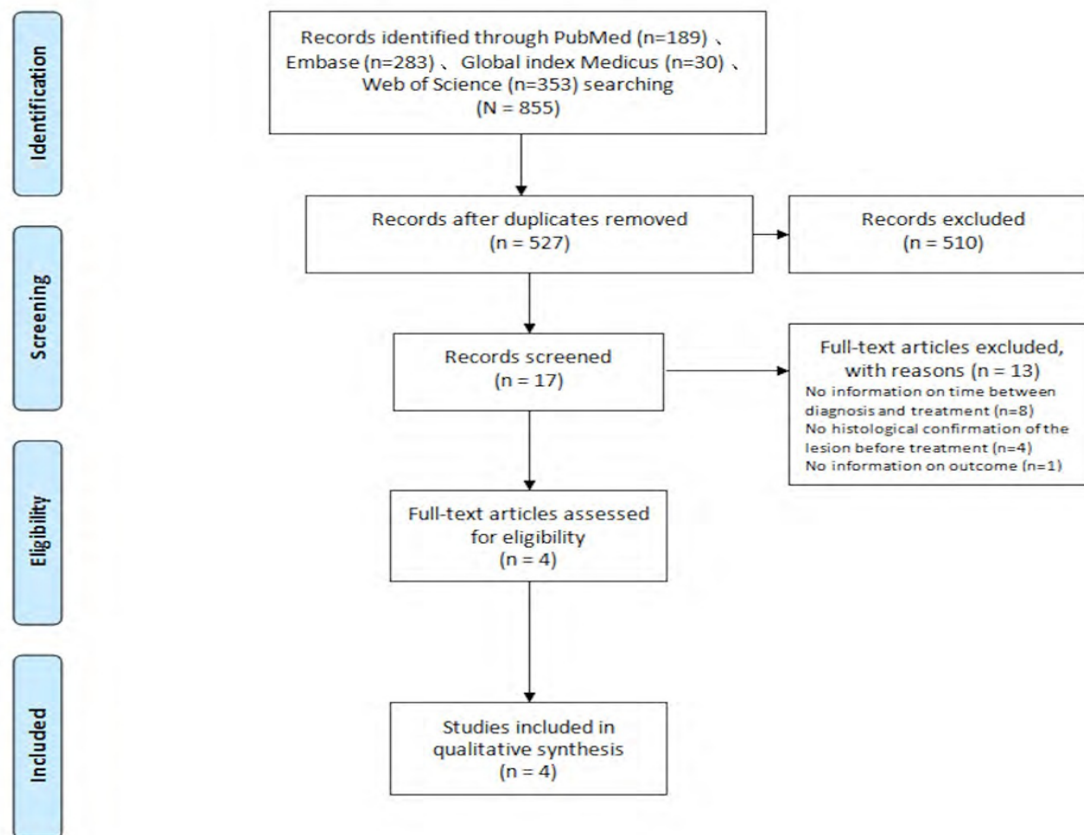 Identification
Records identified through PubMed (n=189) 、
Embase (n=283) 、 Global index Medicus (n=30) 、
Web of Science (n=353) searching
(N = 855)
Screening
Records after duplicates removed
(n = 527)
Records excluded
(n = 510)
Records screened
(n = 17)
Full-text articles excluded,
with reasons (n = 13)
No information on time between
diagnosis and treatment (n=8)
No histological confirmation of the
lesion before treatment (n=4)
No information on outcome (n=1)
Eligibility
Full-text articles assessed
for eligibility
(n = 4)
Included
Studies included in
qualitative synthesis
(n = 4)